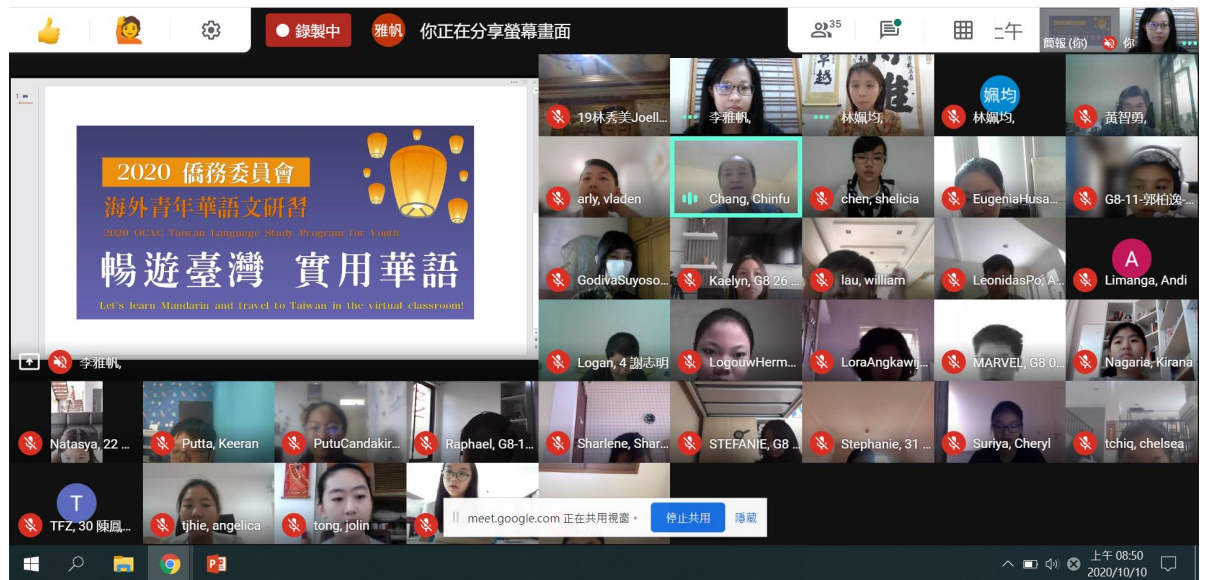 錄製中
雅帆
你正在分享螢幕畫面
35
二午
簡報 (你)
你
1
2020 僑務委員會
海外青年華語文研習
2020 OCAC Taiwan Language Study Program for Youth
暢遊臺灣 實用華語
Let's learn Mandarin and travel to Taiwan in the virtual classroom!
李雅帆,
19林秀美Joell...
李雅帆,
林姵均,
姵均
林姵均,
黃智勇,
arly, vladen
Chang, Chinfu
chen, shelicia
EugeniaHusa...
G8-11-郭柏逸-...
GodivaSuyoso...
Kaelyn, G8 26 ...
lau, william
LeonidasPo, A...
A
Limanga, Andi
Logan, 4 謝志明
LogouwHerm...
LoraAngkawij...
MARVEL, G8 0...
Nagaria, Kirana
Natasya, 22 ...
Putta, Keeran
PutuCandakir...
Raphael, G8-1...
Sharlene, Shar...
STEFANIE, G8 ...
Stephanie, 31 ...
Suriya, Cheryl
tchiq, chelsea
T
TFZ, 30 陳鳳...
tjhie, angelica
tong, jolin
meet.google.com 正在共用視窗。
停止共用
隱藏
上午 08:50
2020/10/10